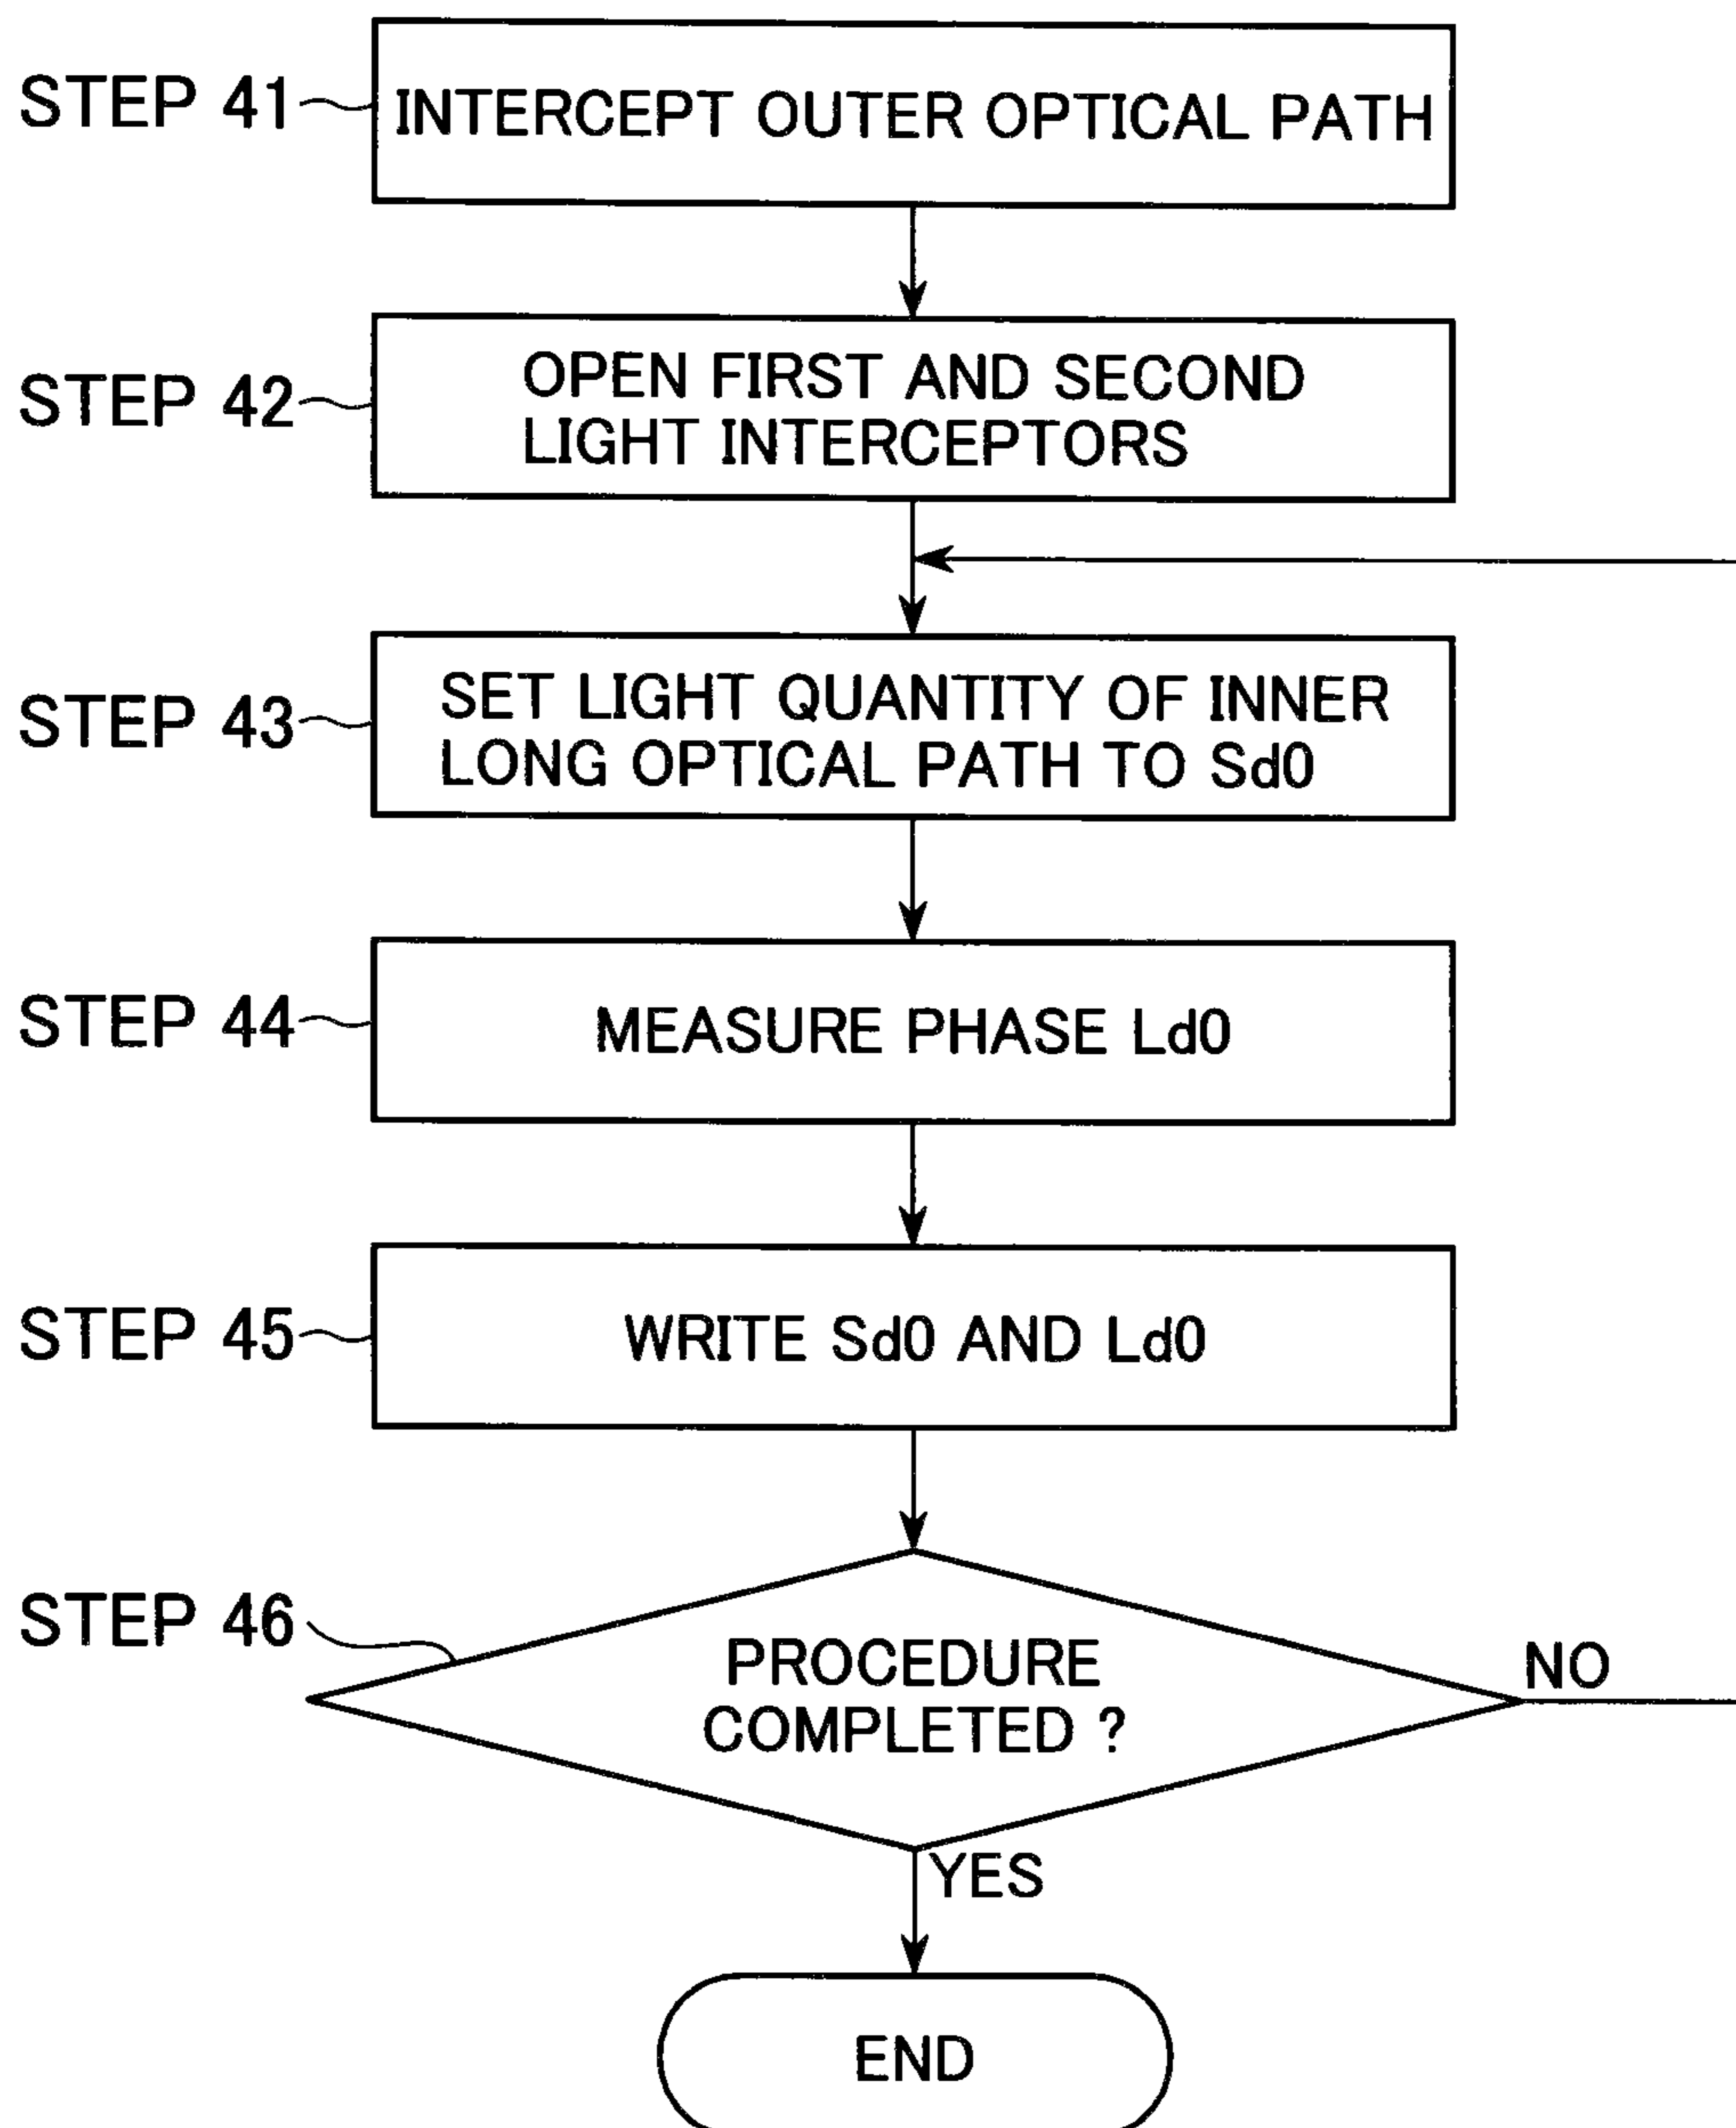 STEP 41
INTERCEPT OUTER OPTICAL PATH
STEP 42
OPEN FIRST AND SECOND
LIGHT INTERCEPTORS
STEP 43
SET LIGHT QUANTITY OF INNER
LONG OPTICAL PATH TO Sd0
STEP 44
MEASURE PHASE Ld0
STEP 45
WRITE Sd0 AND Ld0
STEP 46
PROCEDURE
COMPLETED ?
NO
YES
END